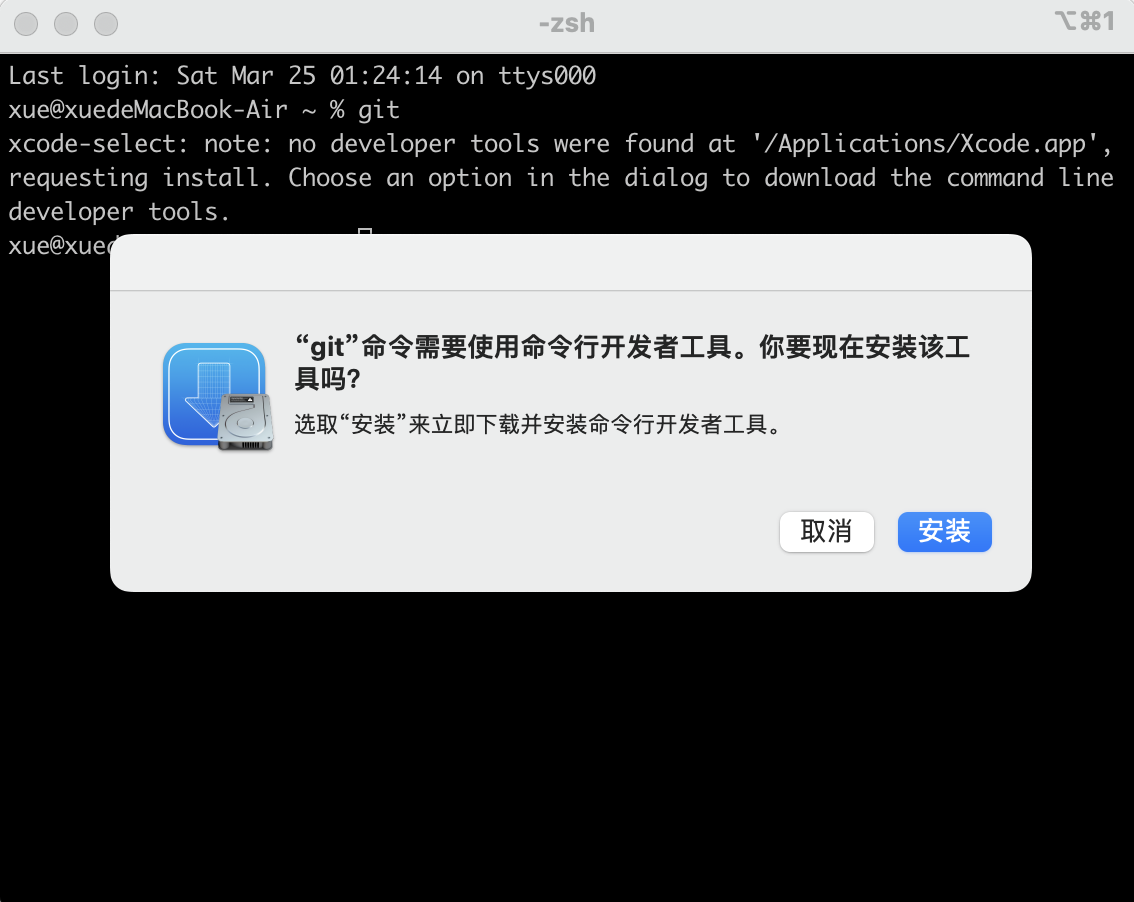 -zsh
⌥⌘1
Last login: Sat Mar 25 01:24:14 on ttys000
xue@xuedeMacBook-Air ~ % git
xcode-select: note: no developer tools were found at '/Applications/Xcode.app',
requesting install. Choose an option in the dialog to download the command line
developer tools.
xue@xued
“git”命令需要使用命令行开发者工具。你要现在安装该工
具吗?
选取“安装”来立即下载并安装命令行开发者工具。
取消
安装